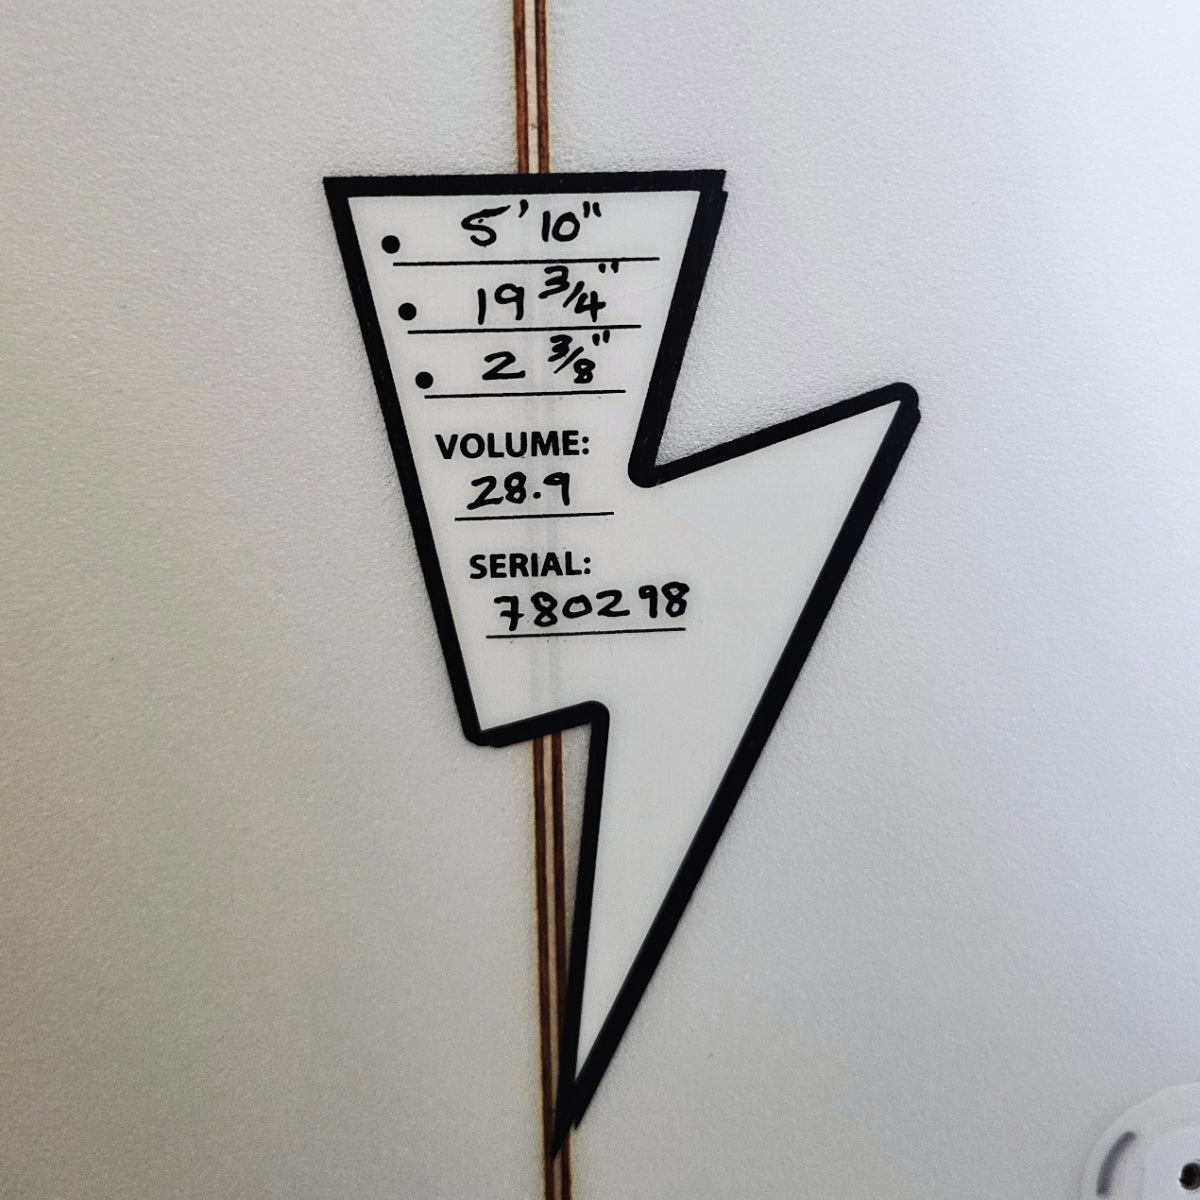 • 5'10"
• 19 3/4"
• 2 3/8"
VOLUME:
28.9
SERIAL:
780298